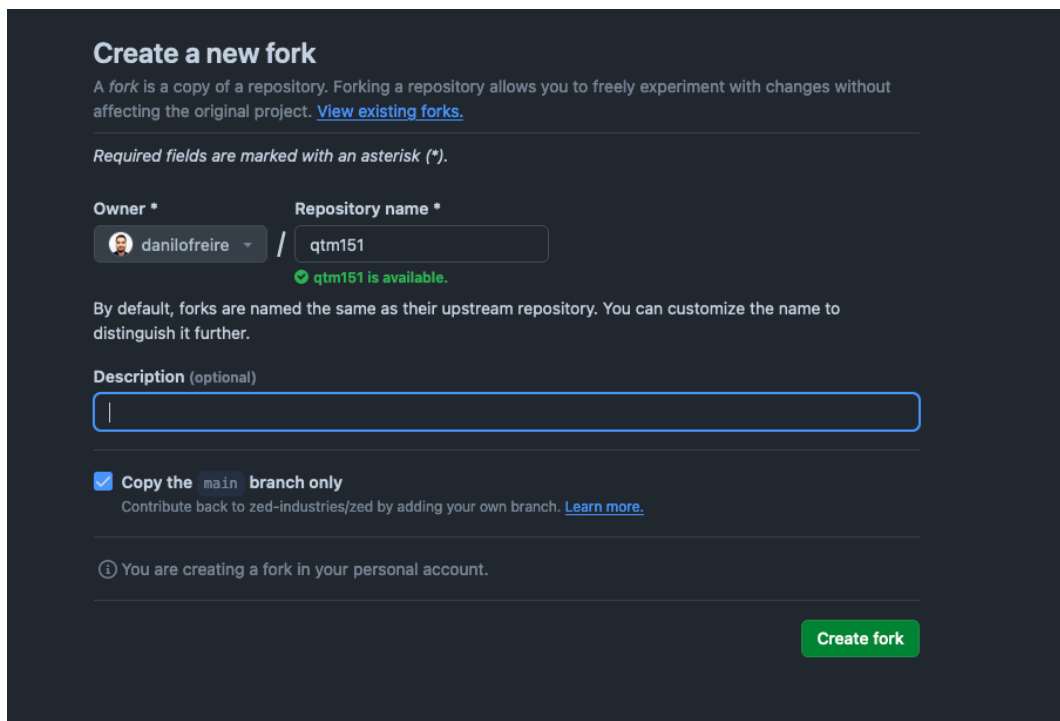 Create a new fork
A fork is a copy of a repository. Forking a repository allows you to freely experiment with changes without
affecting the original project. View existing forks.
Required fields are marked with an asterisk (*).
Owner *
Repository name *
danilofreire / qtm151
qtm151 is available.
By default, forks are named the same as their upstream repository. You can customize the name to
distinguish it further.
Description (optional)
Copy the main branch only
Contribute back to zed-industries/zed by adding your own branch. Learn more.
You are creating a fork in your personal account.
Create fork